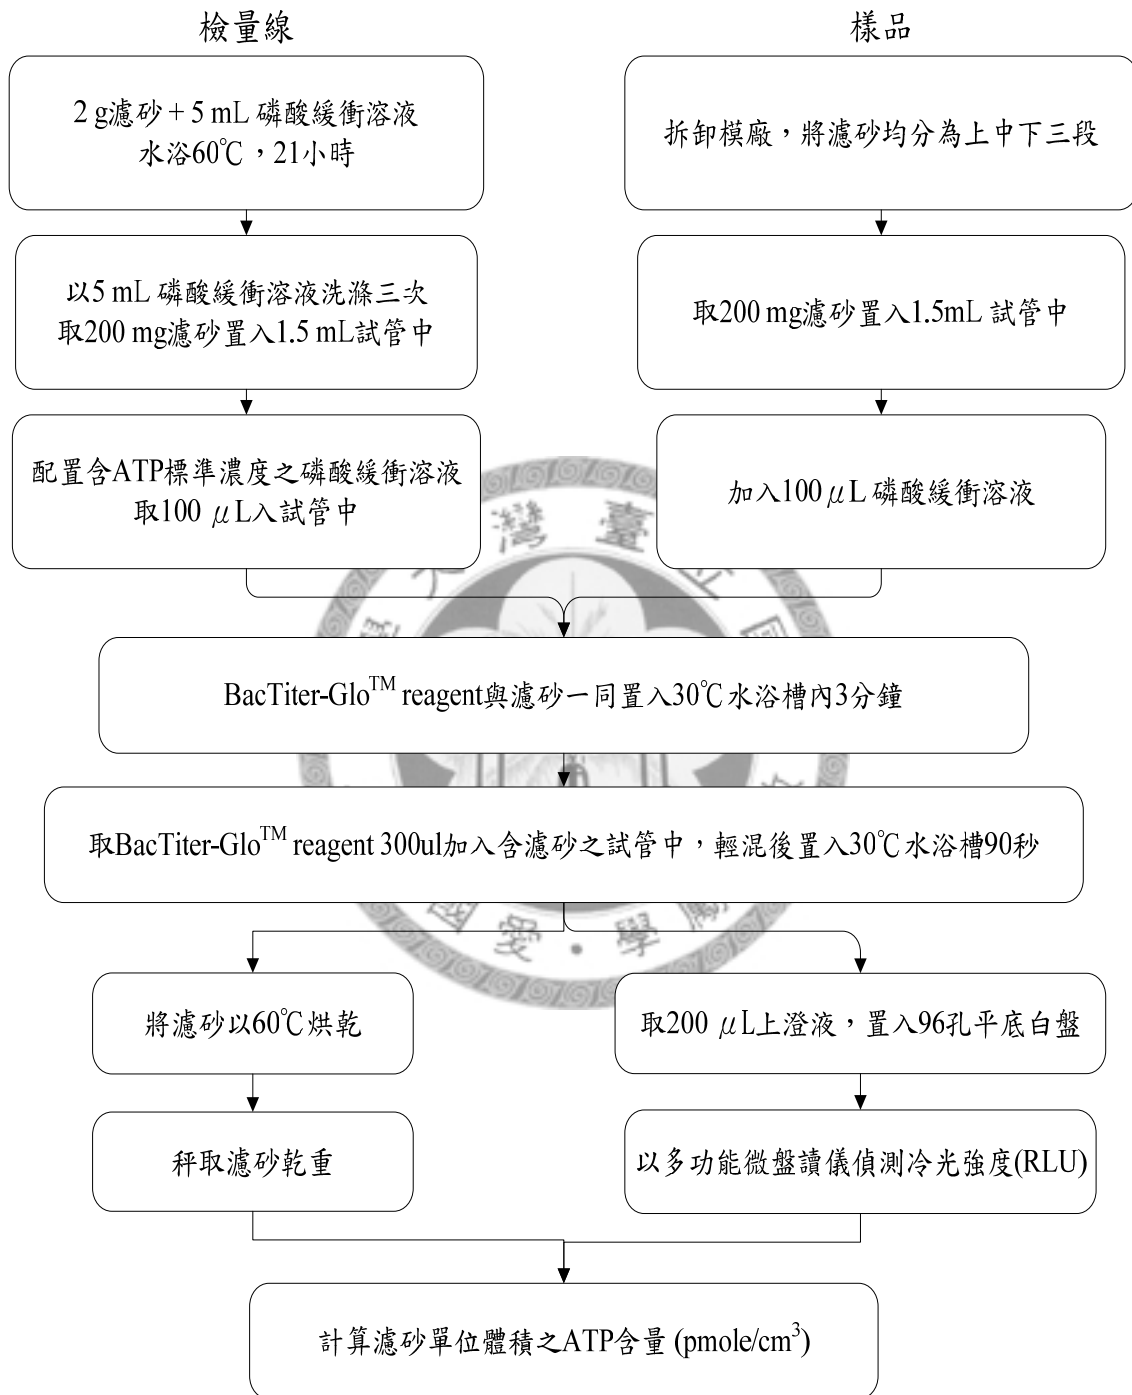 檢量線
樣品
2 g濾砂 + 5 mL 磷酸緩衝溶液
水浴60℃，21小時
拆卸模廠，將濾砂均分為上中下三段
以5 mL 磷酸緩衝溶液洗滌三次
取200 mg濾砂置入1.5 mL試管中
取200 mg濾砂置入1.5mL 試管中
配置含ATP標準濃度之磷酸緩衝溶液
取100 μL入試管中
加入100 μL 磷酸緩衝溶液
灣 臺
BacTiter-Glo™ reagent與濾砂一同置入30℃水浴槽內3分鐘
取BacTiter-Glo™ reagent 300ul加入含濾砂之試管中，輕混後置入30℃水浴槽90秒
國 愛 · 學 勵
將濾砂以60℃烘乾
取200 μL上澄液，置入96孔平底白盤
秤取濾砂乾重
以多功能微盤讀儀偵測冷光強度(RLU)
計算濾砂單位體積之ATP含量 (pmole/cm³)